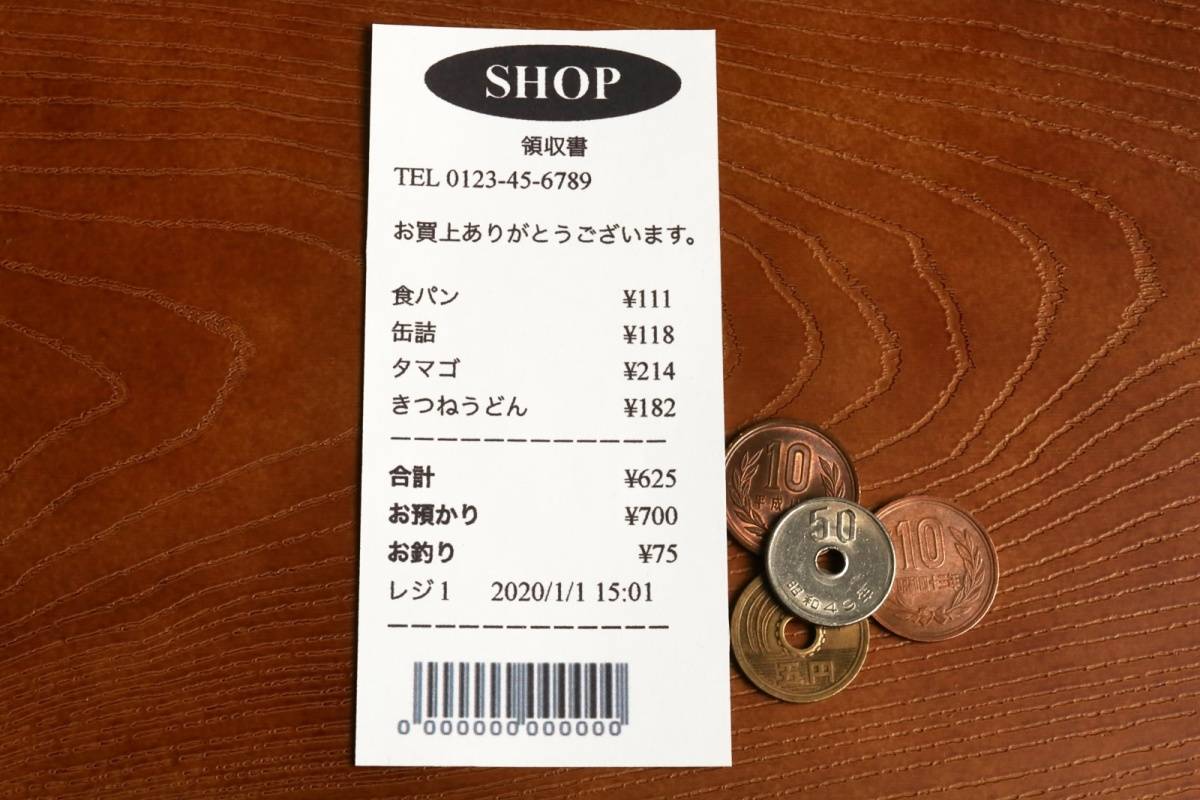 SHOP
領収書
TEL 0123-45-6789
お買上ありがとうございます。
食パン ¥111
缶詰 ¥118
タマゴ ¥214
きつねうどん ¥182
合計 ¥625
お預かり ¥700
お釣り ¥75
レジ1 2020/1/1 15:01
0 000000 000000
10
平成
50
昭和49年
10
五円